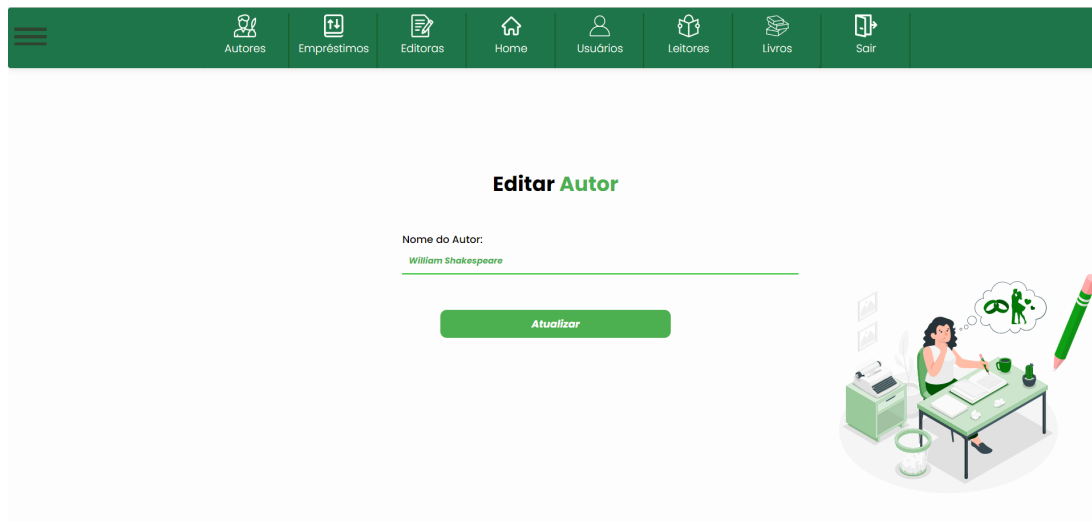 Autores
Empréstimos
Editoras
Home
Usuários
Leitores
Livros
Sair
Editar Autor
Nome do Autor:
William Shakespeare
Atualizar